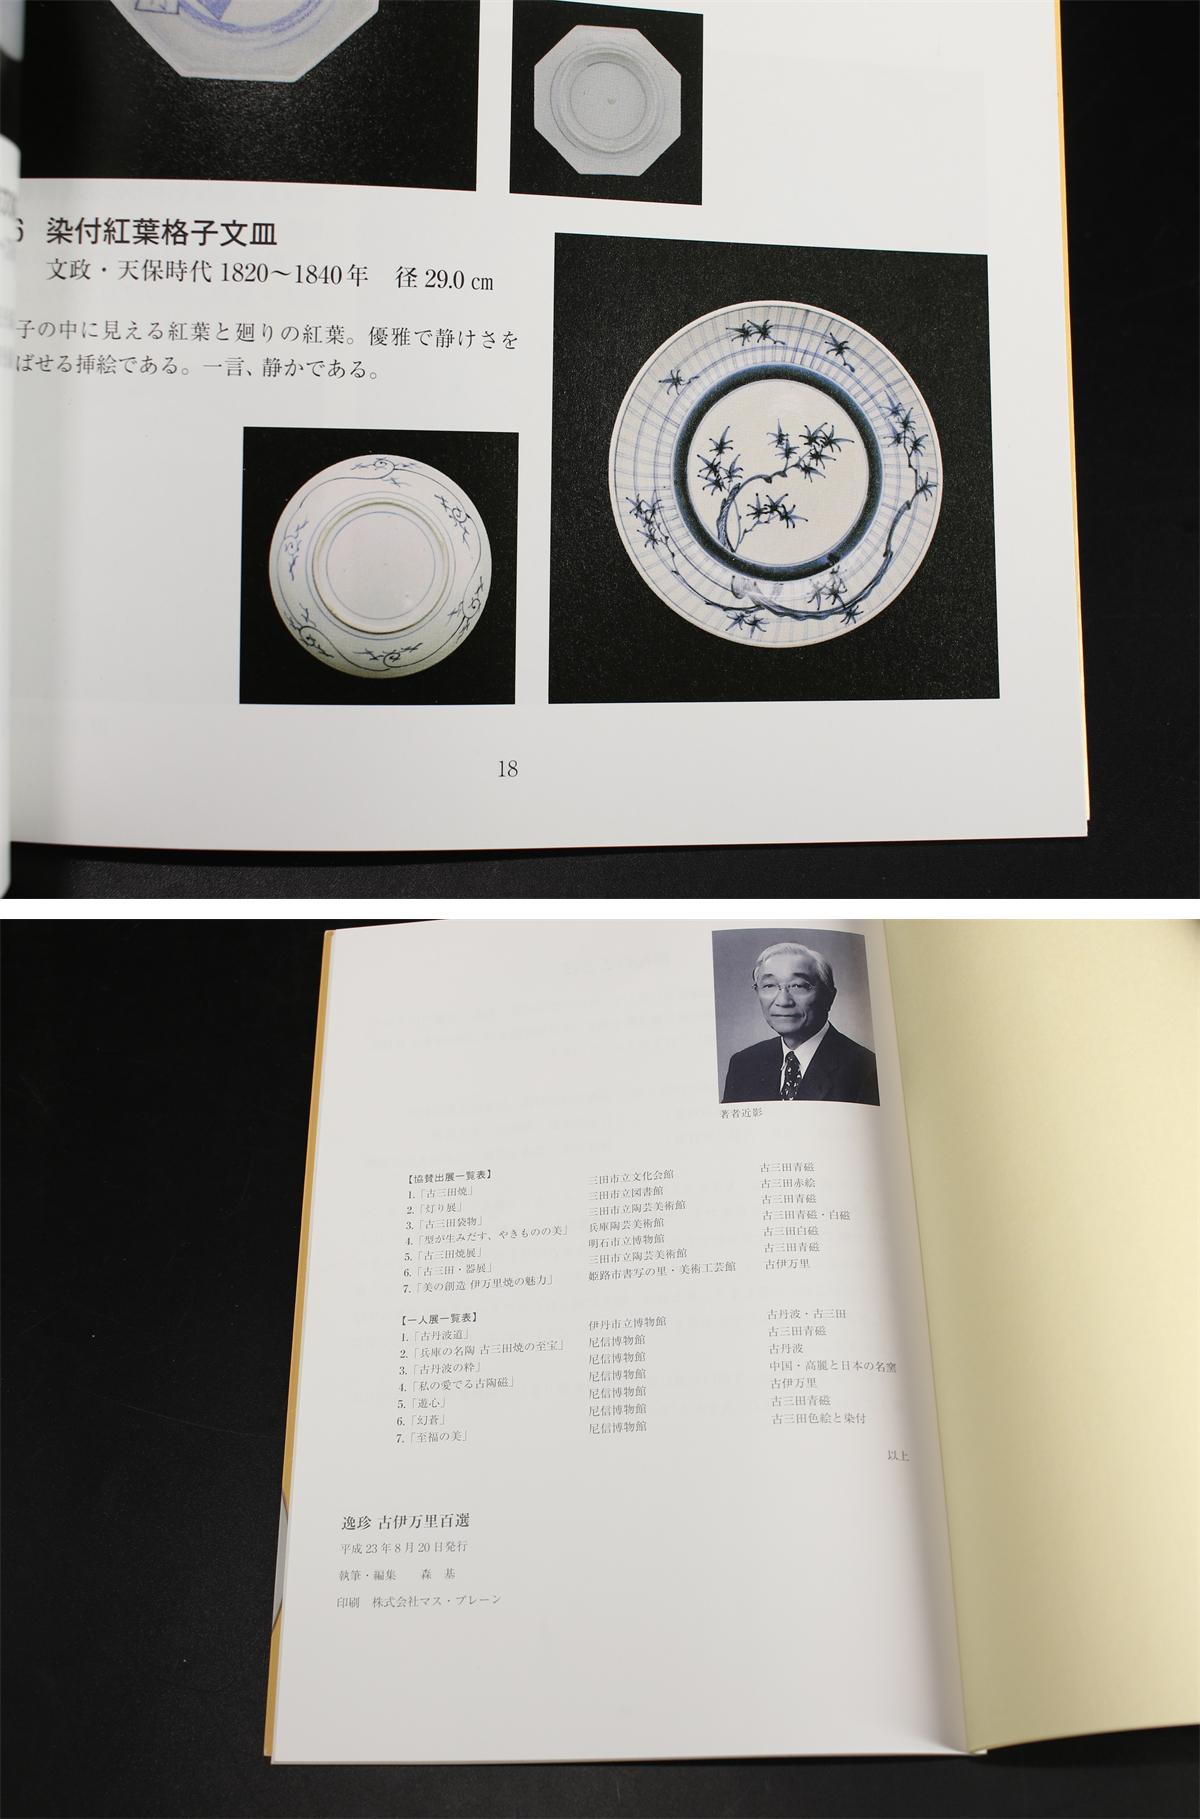 6 染付紅葉格子文皿
文政・天保時代 1820～1840年 径 29.0 cm
子の中に見える紅葉と廻りの紅葉。優雅で静けさを
ばせる挿絵である。一言、静かである。
18
著者近影
【協賛出展一覧表】
1.「古三田焼」 三田市立文化会館 古三田青磁
2.「灯り展」 三田市立図書館 古三田赤絵
3.「古三田袋物」 三田市立陶芸美術館 古三田青磁
4.「型が生みだす、やきものの美」 兵庫陶芸美術館 古三田青磁・白磁
5.「古三田焼展」 明石市立博物館 古三田白磁
6.「古三田・器展」 三田市立陶芸美術館 古三田青磁
7.「美の創造 伊万里焼の魅力」 姫路市書写の里・美術工芸館 古伊万里
【一人展一覧表】
1.「古丹波道」 伊丹市立博物館 古丹波・古三田
2.「兵庫の名陶 古三田焼の至宝」 尼信博物館 古三田青磁
3.「古丹波の粋」 尼信博物館 古丹波
4.「私の愛でる古陶磁」 尼信博物館 中国・高麗と日本の名窯
5.「遊心」 尼信博物館 古伊万里
6.「幻蒼」 尼信博物館 古三田青磁
7.「至福の美」 尼信博物館 古三田色絵と染付
以上
逸珍 古伊万里百選
平成23年8月20日発行
執筆・編集 森 基
印刷 株式会社マス・ブレーン